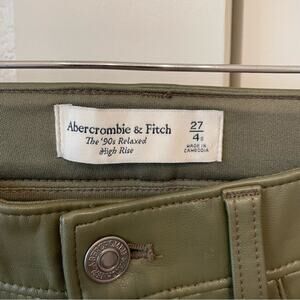 Abercrombie & Fitch
The '90s Relaxed
High Rise
27
4s
MADE IN
CAMBODIA